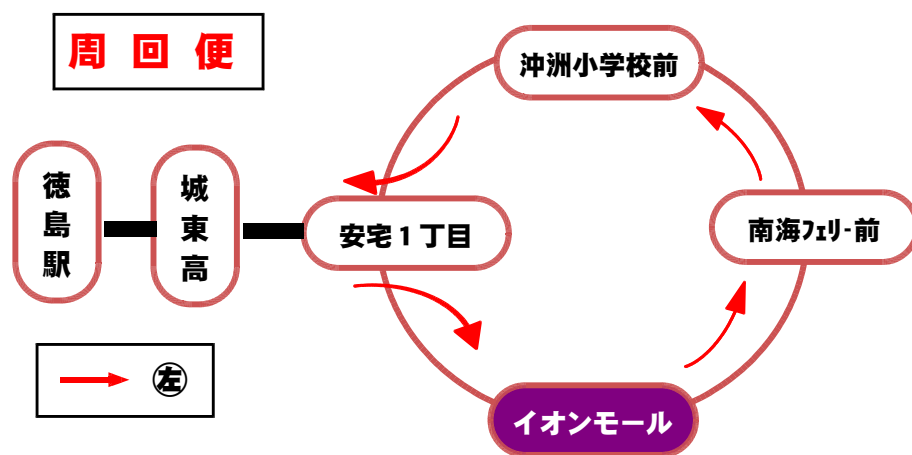 周回便
沖洲小学校前
徳島駅
城東高
安宅1丁目
南海ﾌｪﾘｰ前
㊧
イオンモール